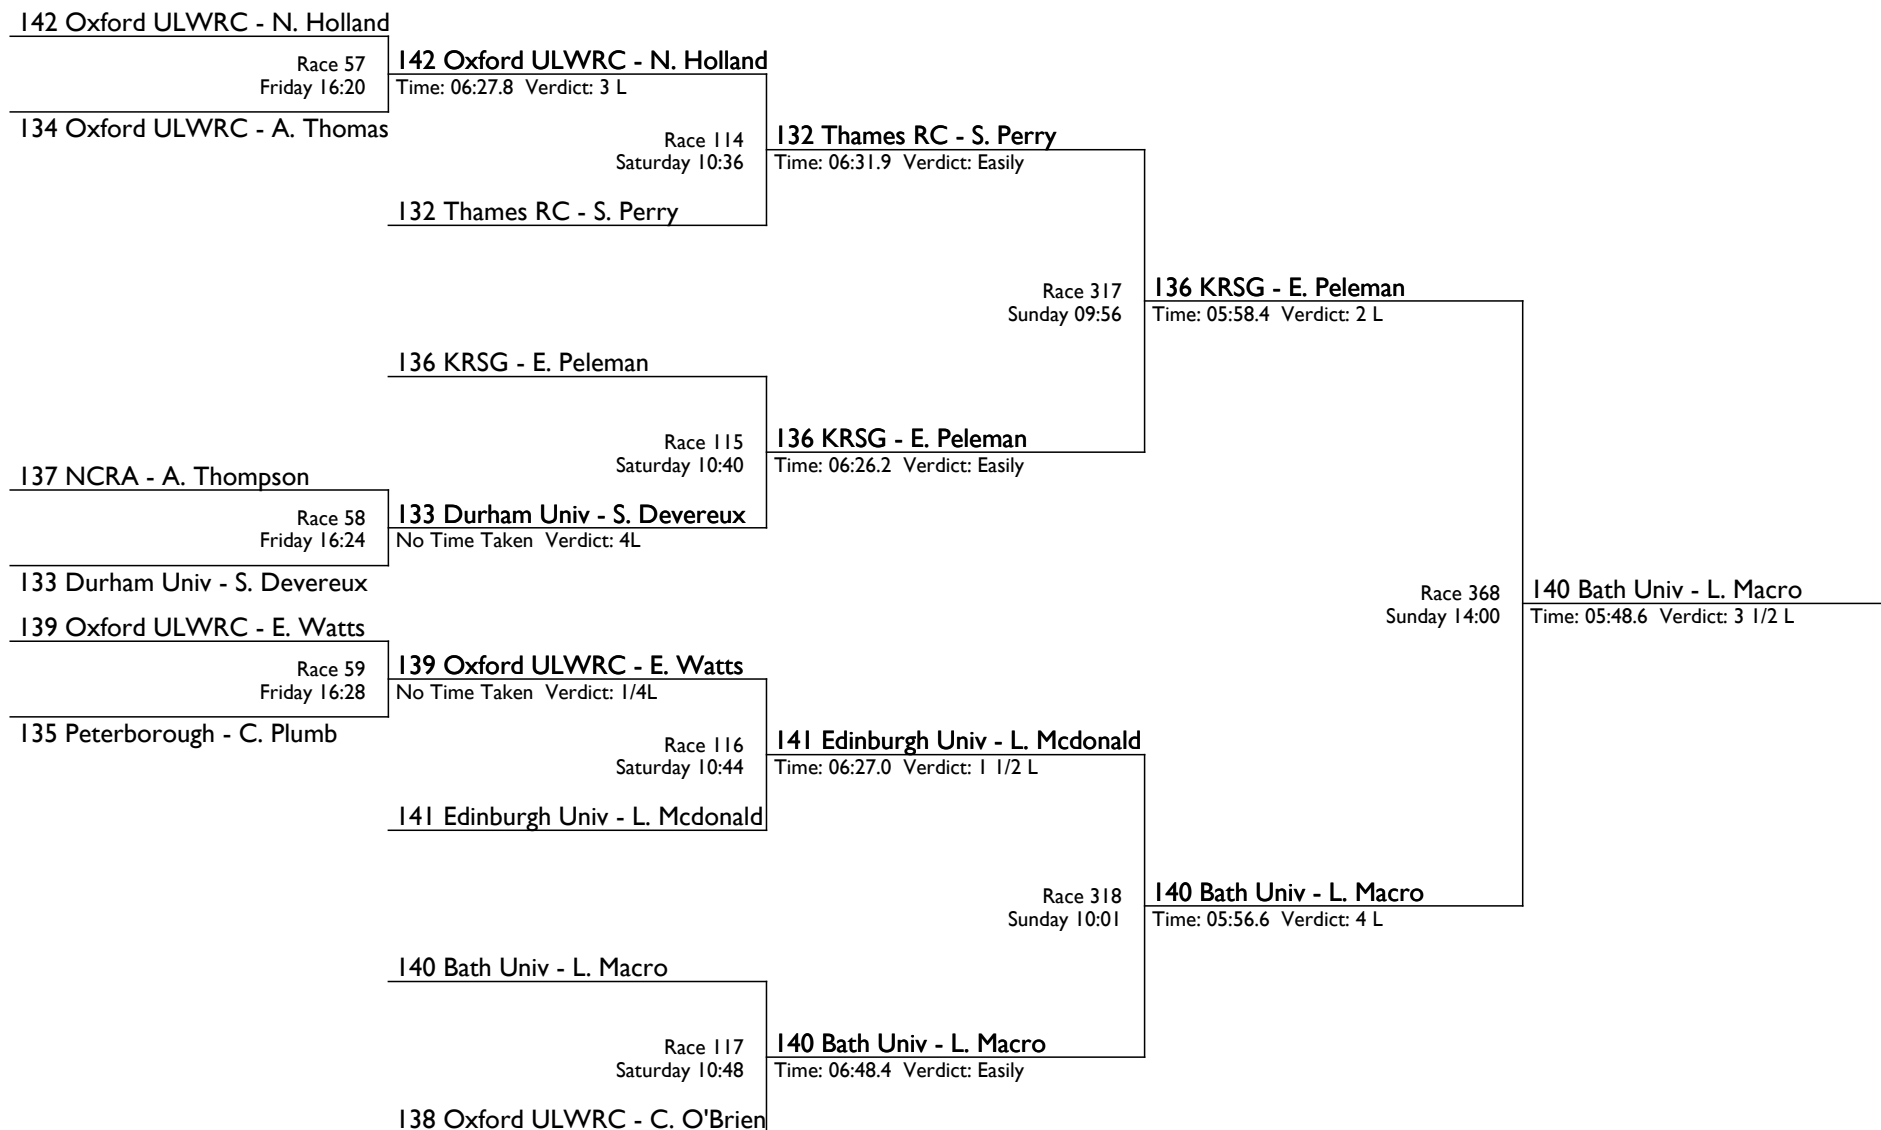 142 Oxford ULWRC - N. Holland
Race 57
Friday 16:20
142 Oxford ULWRC - N. Holland
Time: 06:27.8 Verdict: 3 L
134 Oxford ULWRC - A. Thomas
Race 114
Saturday 10:36
132 Thames RC - S. Perry
Time: 06:31.9 Verdict: Easily
132 Thames RC - S. Perry
Race 317
Sunday 09:56
136 KRSG - E. Peleman
Time: 05:58.4 Verdict: 2 L
136 KRSG - E. Peleman
Race 115
Saturday 10:40
136 KRSG - E. Peleman
Time: 06:26.2 Verdict: Easily
137 NCRA - A. Thompson
Race 58
Friday 16:24
133 Durham Univ - S. Devereux
No Time Taken Verdict: 4L
133 Durham Univ - S. Devereux
Race 368
Sunday 14:00
140 Bath Univ - L. Macro
Time: 05:48.6 Verdict: 3 1/2 L
139 Oxford ULWRC - E. Watts
Race 59
Friday 16:28
139 Oxford ULWRC - E. Watts
No Time Taken Verdict: 1/4L
135 Peterborough - C. Plumb
Race 116
Saturday 10:44
141 Edinburgh Univ - L. Mcdonald
Time: 06:27.0 Verdict: 1 1/2 L
141 Edinburgh Univ - L. Mcdonald
Race 318
Sunday 10:01
140 Bath Univ - L. Macro
Time: 05:56.6 Verdict: 4 L
140 Bath Univ - L. Macro
Race 117
Saturday 10:48
140 Bath Univ - L. Macro
Time: 06:48.4 Verdict: Easily
138 Oxford ULWRC - C. O'Brien